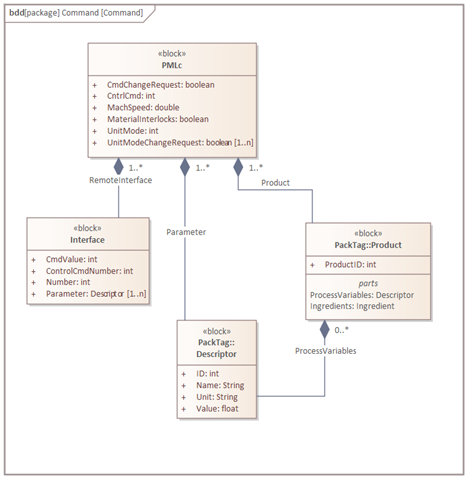 bdd[package] Command [Command]
«block»
PMLc
+ CmdChangeRequest: boolean
+ CntrlCmd: int
+ MachSpeed: double
+ MaterialInterlocks: boolean
+ UnitMode: int
+ UnitModeChangeRequest: boolean [1..n]
1..* 1..* 1..*
RemoteInterface
Product
Parameter
«block»
Interface
+ CmdValue: int
+ ControlCmdNumber: int
+ Number: int
+ Parameter: Descriptor [1..n]
«block»
PackTag::Product
+ ProductID: int
parts
ProcessVariables: Descriptor
Ingredients: Ingredient
0..*
ProcessVariables
«block»
PackTag::
Descriptor
+ ID: int
+ Name: String
+ Unit: String
+ Value: float